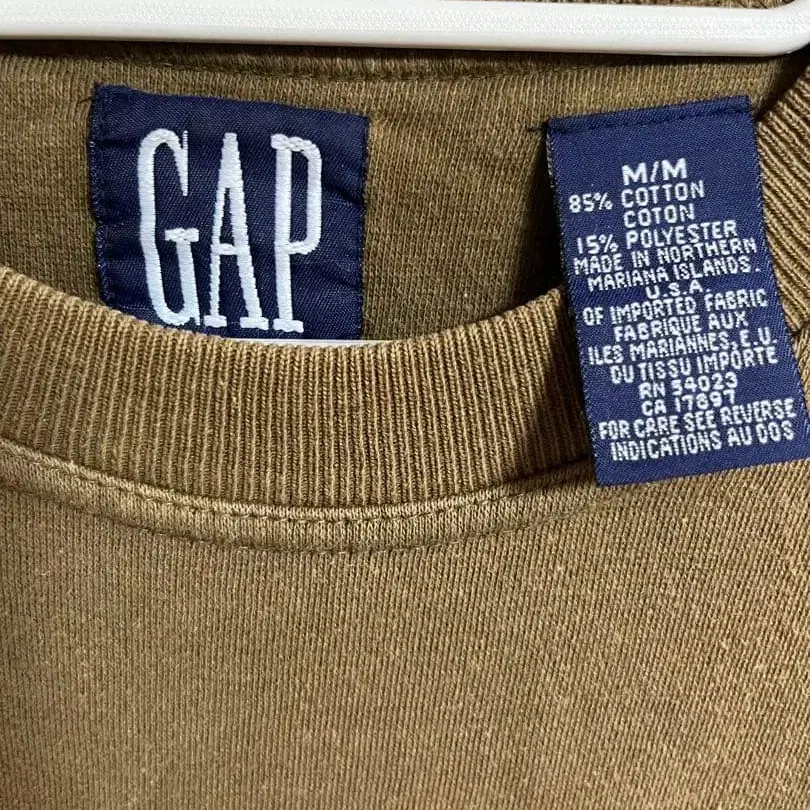 GAP
M/M
85% COTTON
COTON
15% POLYESTER
MADE IN NORTHERN
MARIANA ISLANDS.
U.S.A
OF IMPORTED FABRIC
FABRIQUE AUX
ILES MARIANNES, E.U.
DU TISSU IMPORTE
RN 54023
CA 17897
FOR CARE SEE REVERSE
INDICATIONS AU DOS